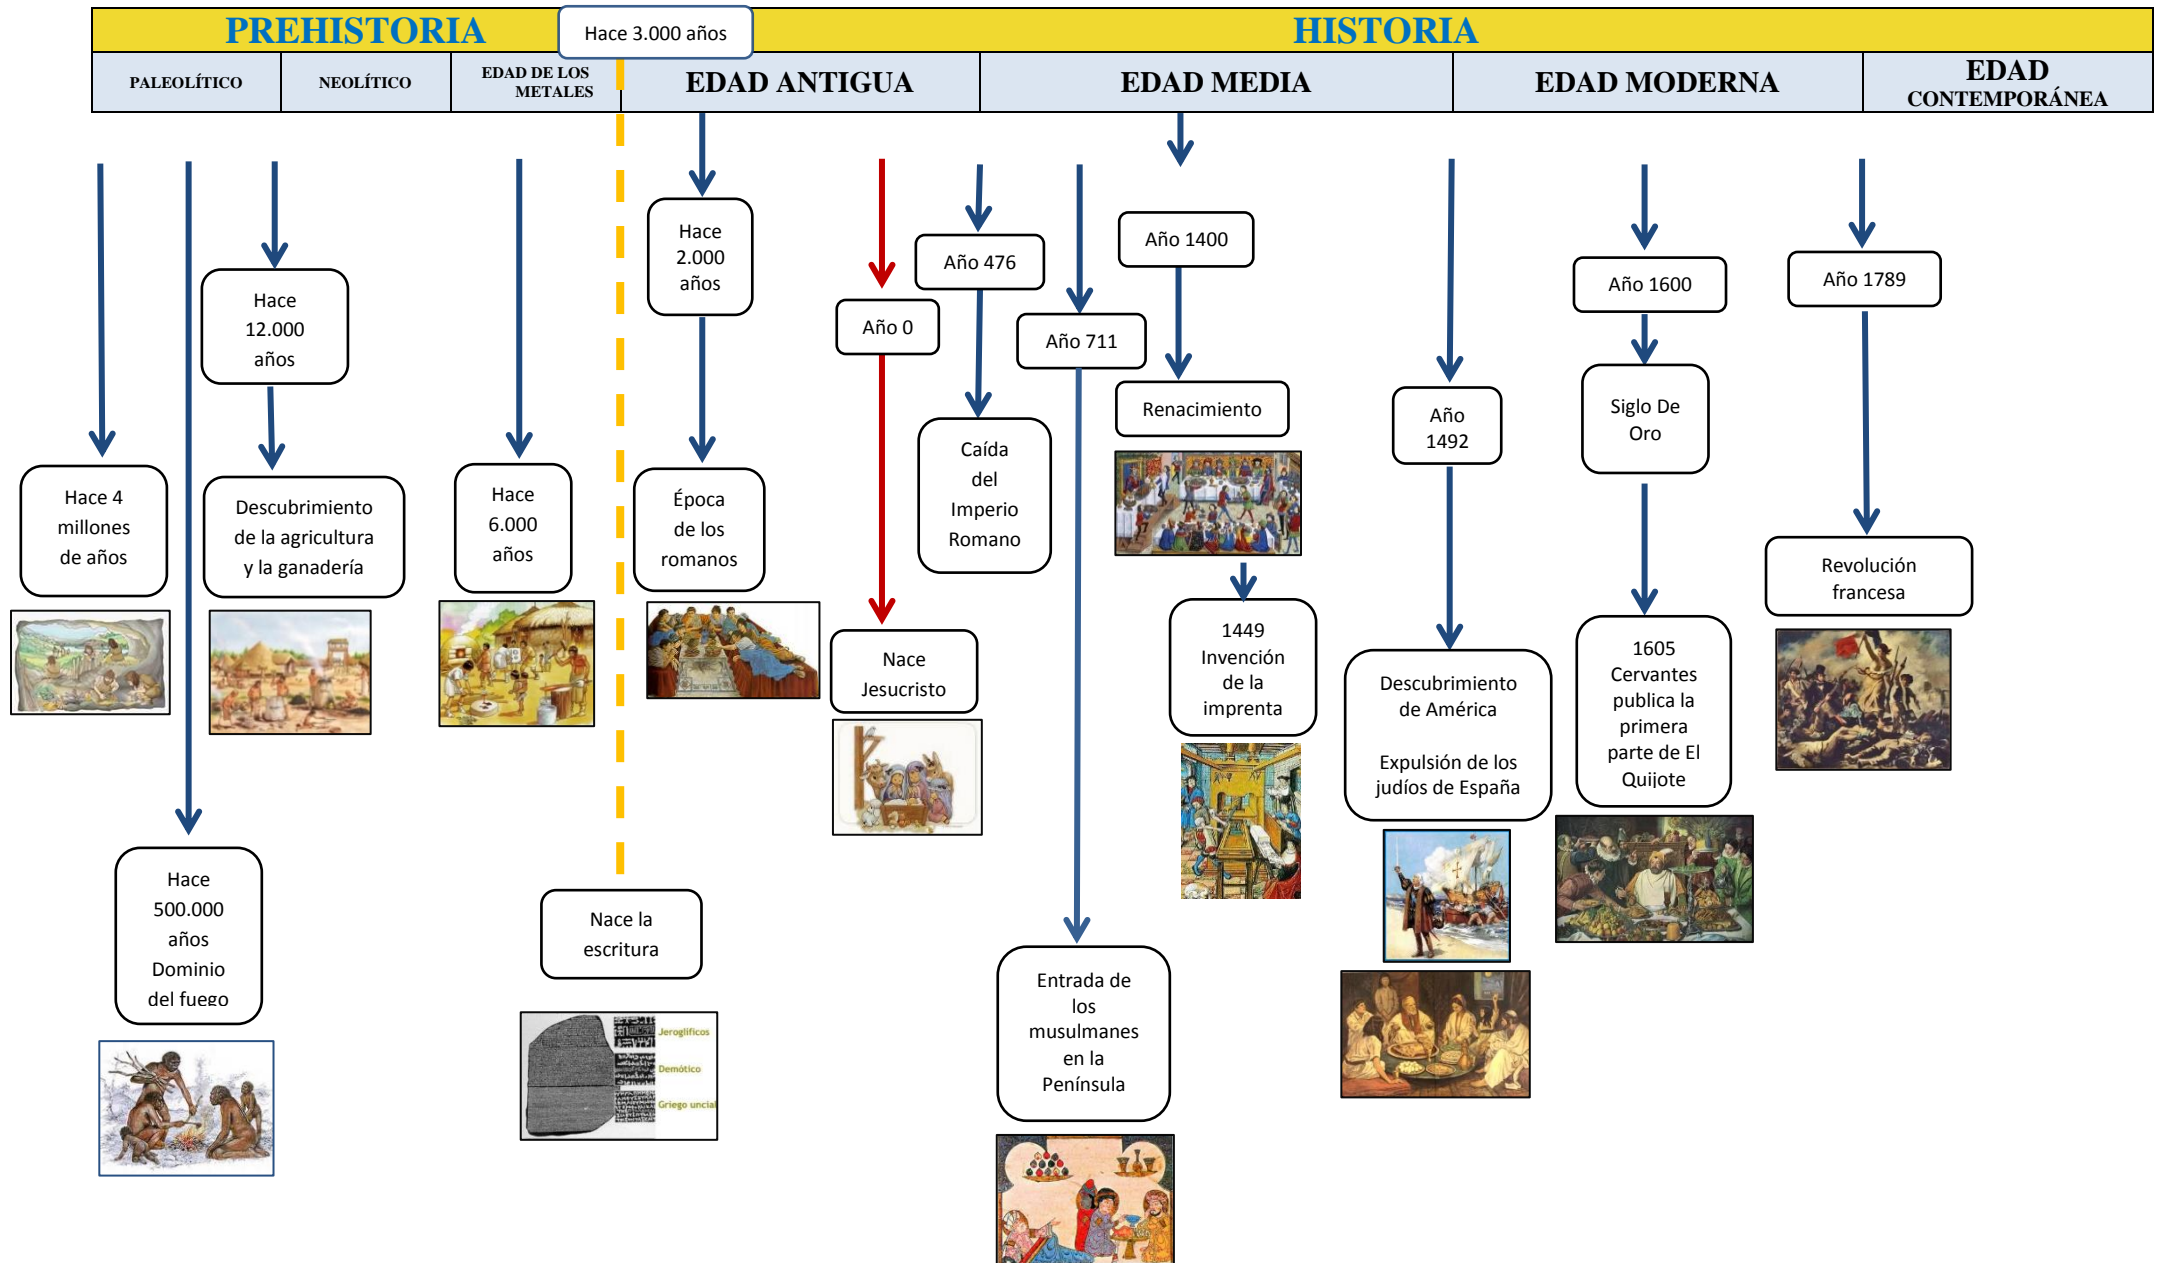 PREHISTORIA
Hace 3.000 años
HISTORIA
PALEOLÍTICO
NEOLÍTICO
EDAD DE LOS
METALES
EDAD ANTIGUA
EDAD MEDIA
EDAD MODERNA
EDAD
CONTEMPORÁNEA
Hace 4
millones
de años
Hace
500.000
años
Dominio
del fuego
Hace
12.000
años
Descubrimiento
de la agricultura
y la ganadería
Hace
6.000
años
Nace la
escritura
Jeroglíficos
Demótico
Griego uncial
Hace
2.000
años
Época
de los
romanos
Año 0
Nace
Jesucristo
Año 476
Caída
del
Imperio
Romano
Año 711
Entrada de
los
musulmanes
en la
Península
Año 1400
Renacimiento
1449
Invención
de la
imprenta
Año
1492
Descubrimiento
de América
Expulsión de los
judíos de España
Año 1600
Siglo De
Oro
1605
Cervantes
publica la
primera
parte de El
Quijote
Año 1789
Revolución
francesa